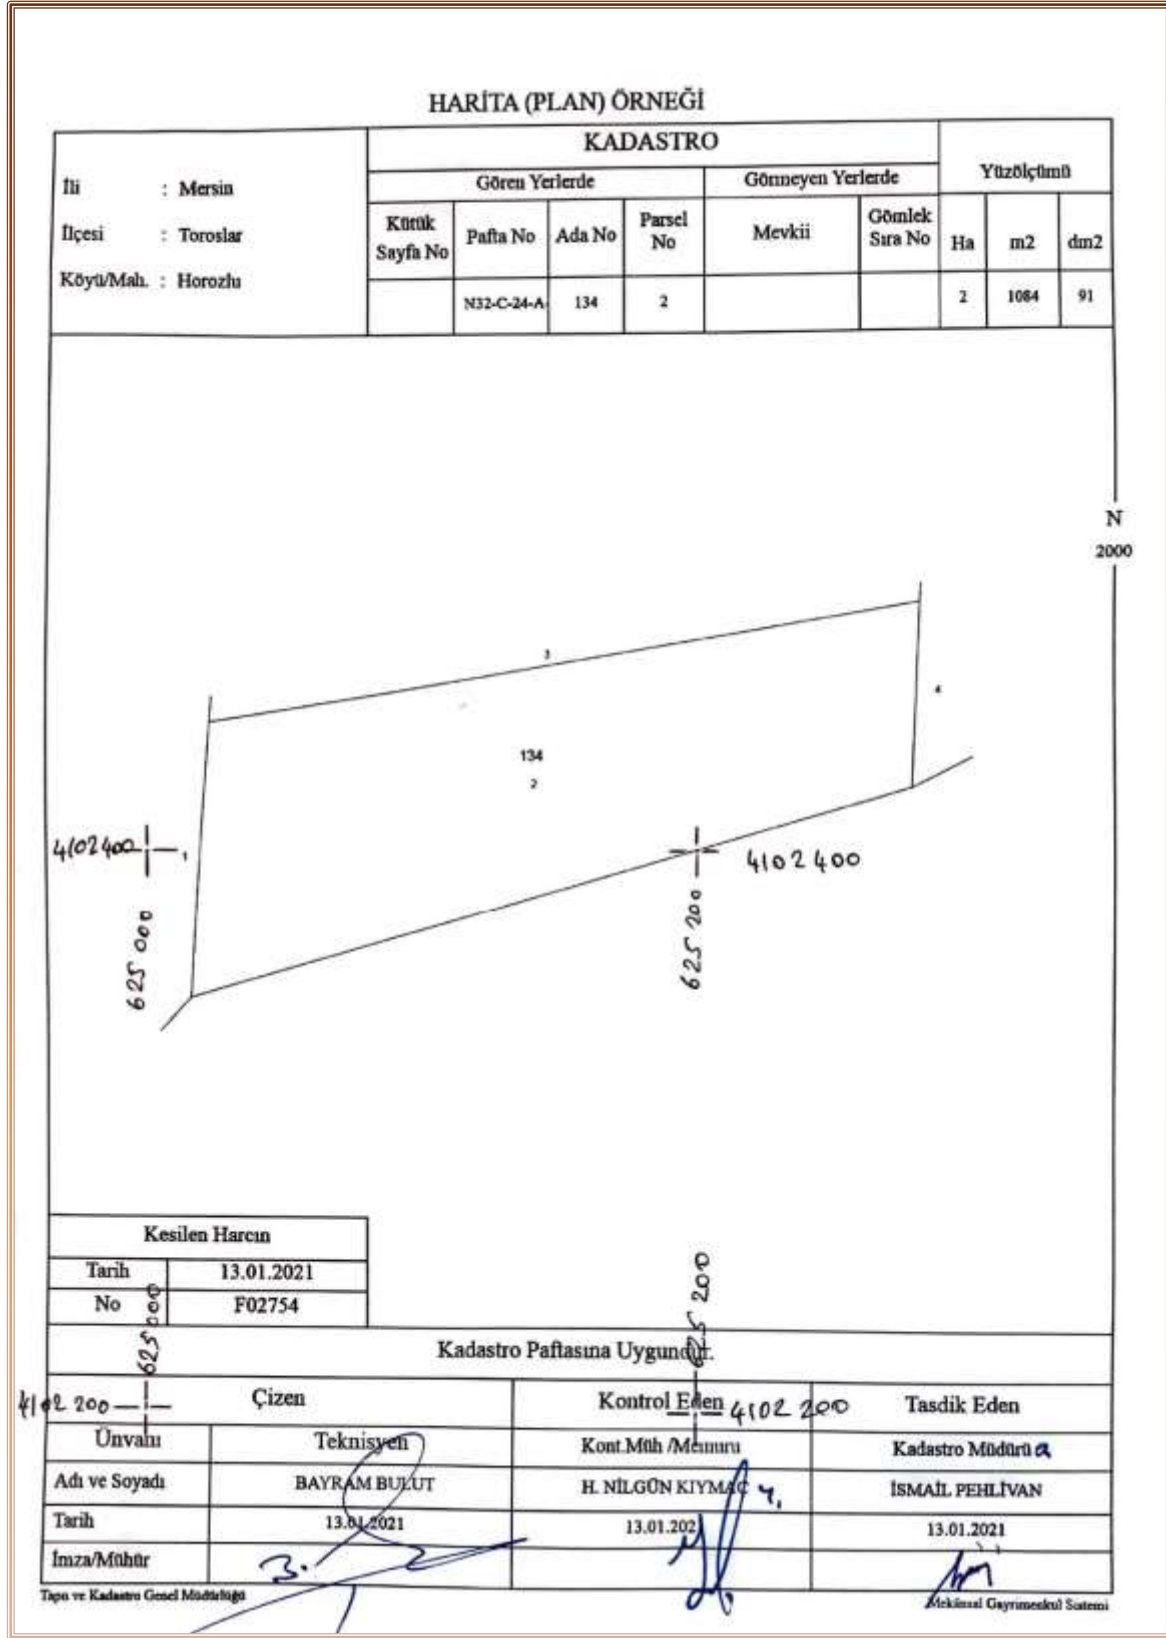 HARİTA (PLAN) ÖRNEĞİ
İli : Mersin
İlçesi : Toroslar
Köyü/Mah. : Horozlu
KADASTRO
Gören Yerlerde
Görmeyen Yerlerde
Yüzölçümü
Kütük Sayfa No
Pafta No
Ada No
Parsel No
Mevkii
Gömlek Sıra No
Ha
m2
dm2
N32-C-24-A
134
2
2
1084
91
N
2000
3
4
134
2
4102400
1
4102400
625 000
625 200
Kesilen Harcın
Tarih 13.01.2021
No F02754
625 000
625 200
Kadastro Paftasına Uygundur.
4102 200
4102 200
Çizen
Kontrol Eden
Tasdik Eden
Ünvanı Teknisyen Kont.Müh /Memuru Kadastro Müdürü a
Adı ve Soyadı BAYRAM BULUT H. NİLGÜN KIYMAÇ İSMAİL PEHLİVAN
Tarih 13.01.2021 13.01.202 13.01.2021
İmza/Mühür
Tapu ve Kadastro Genel Müdürlüğü Mekânsal Gayrimenkul Sistemi